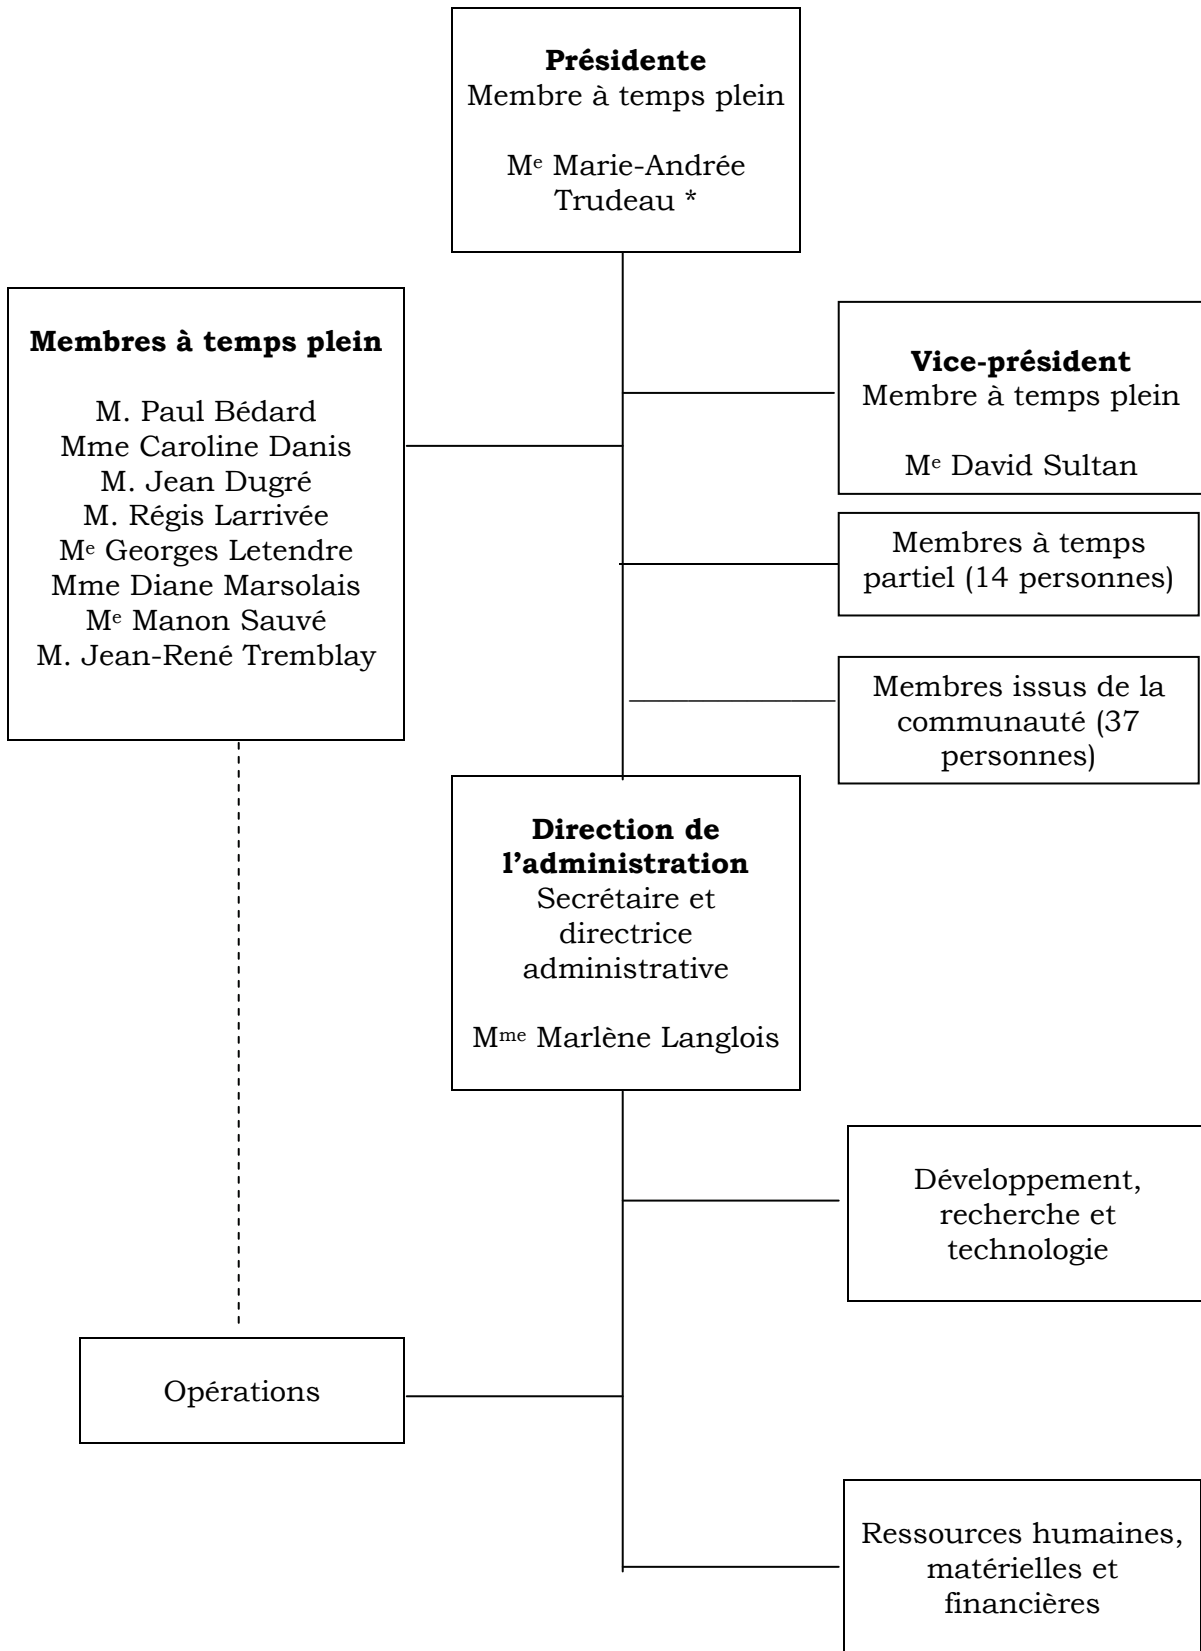 Présidente
Membre à temps plein
Mᵉ Marie-Andrée
Trudeau *
Membres à temps plein
M. Paul Bédard
Mme Caroline Danis
M. Jean Dugré
M. Régis Larrivée
Mᵉ Georges Letendre
Mme Diane Marsolais
Mᵉ Manon Sauvé
M. Jean-René Tremblay
Vice-président
Membre à temps plein
Mᵉ David Sultan
Membres à temps
partiel (14 personnes)
Membres issus de la
communauté (37
personnes)
Direction de
l’administration
Secrétaire et
directrice
administrative
Mᵐᵉ Marlène Langlois
Développement,
recherche et
technologie
Opérations
Ressources humaines,
matérielles et
financières